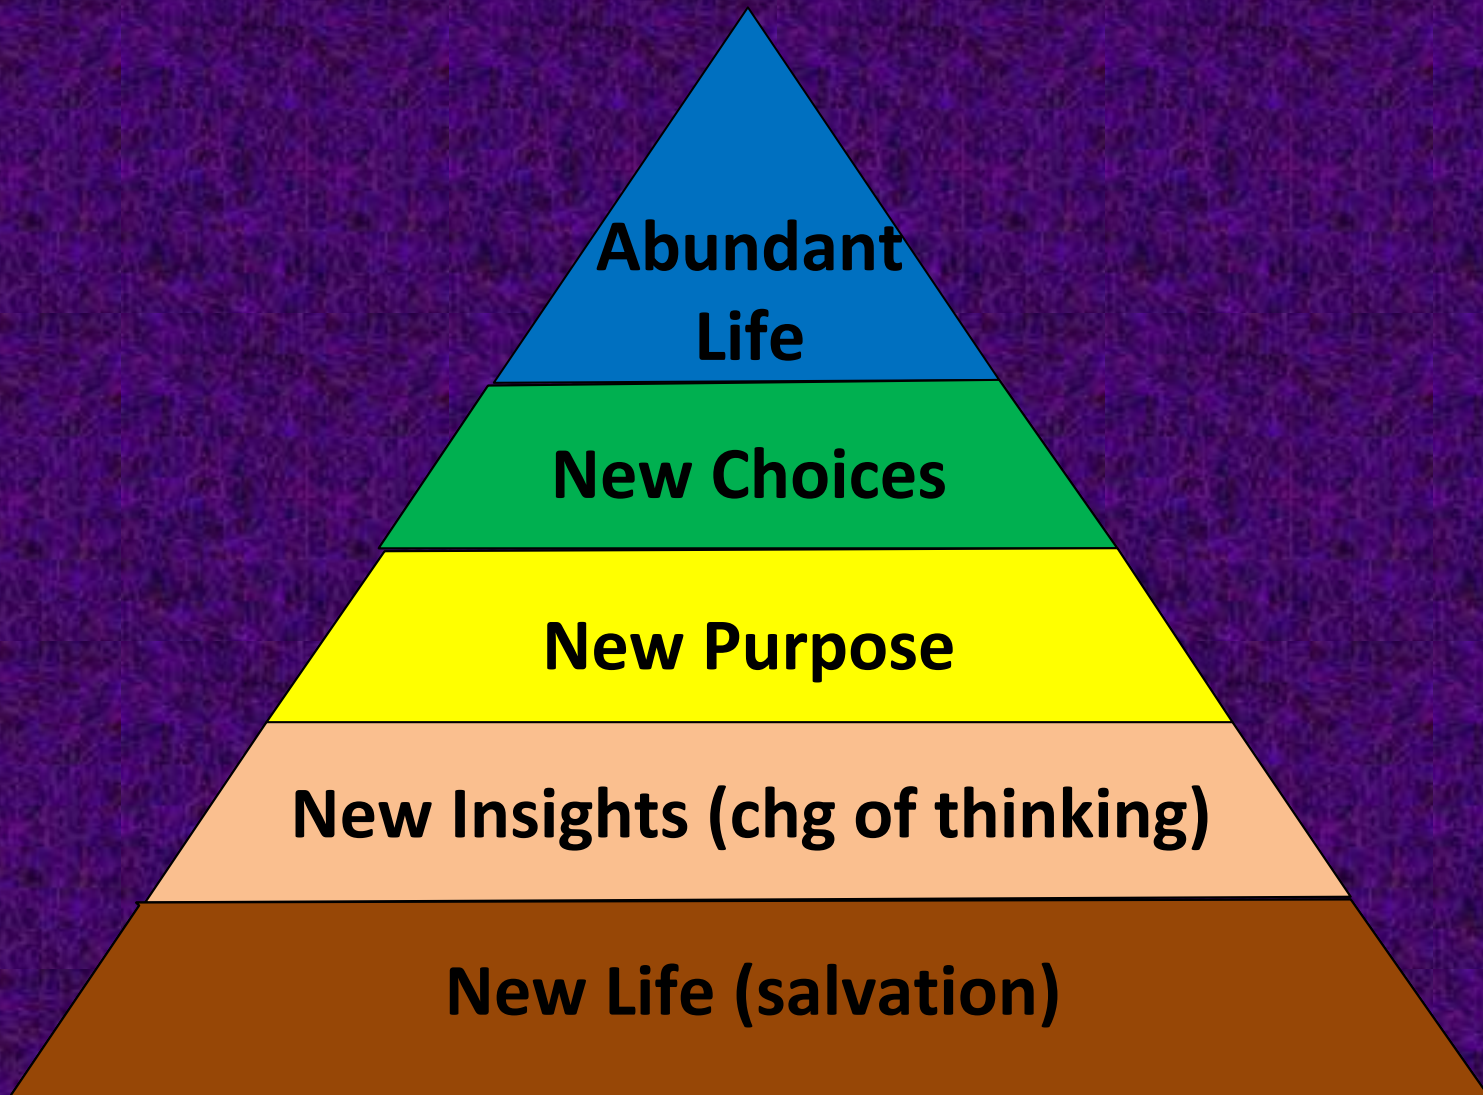 Abundant
Life
New Choices
New Purpose
New Insights (chg of thinking)
New Life (salvation)